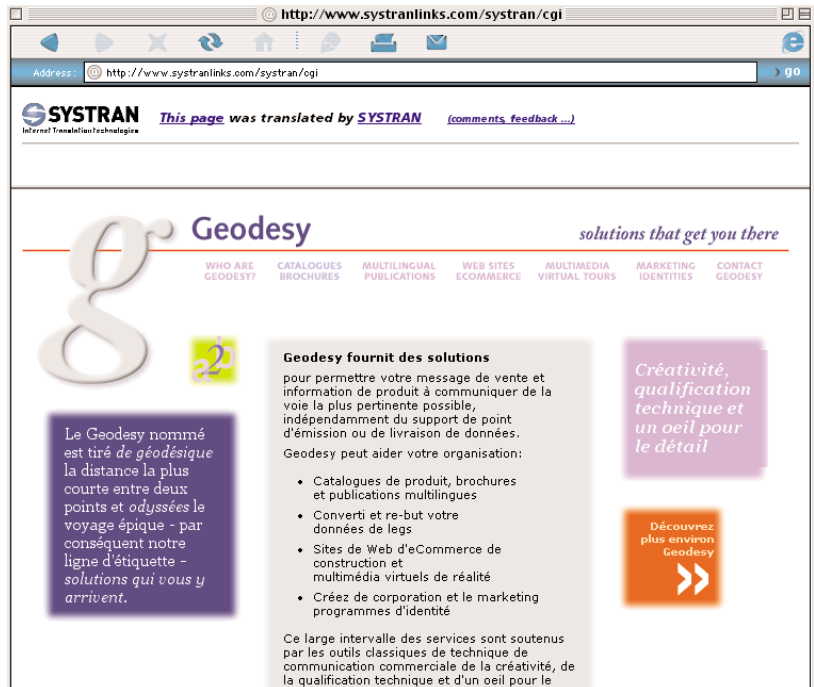 http://www.systranlinks.com/systran/cgi
Address: http://www.systranlinks.com/systran/cgi go
SYSTRAN
Internet Translation Technologies
This page was translated by SYSTRAN (comments, feedback ...)
g
Geodesy
solutions that get you there
WHO ARE GEODESY?
CATALOGUES BROCHURES
MULTILINGUAL PUBLICATIONS
WEB SITES ECOMMERCE
MULTIMEDIA VIRTUAL TOURS
MARKETING IDENTITIES
CONTACT GEODESY
a2b
Le Geodesy nommé
est tiré de géodésique
la distance la plus
courte entre deux
points et odyssées le
voyage épique - par
conséquent notre
ligne d'étiquette -
solutions qui vous y
arrivent.
Geodesy fournit des solutions
pour permettre votre message de vente et
information de produit à communiquer de la
voie la plus pertinente possible,
indépendamment du support de point
d'émission ou de livraison de données.
Geodesy peut aider votre organisation:
• Catalogues de produit, brochures
et publications multilingues
• Converti et re-but votre
données de legs
• Sites de Web d'eCommerce de
construction et
multimédia virtuels de réalité
• Créez de corporation et le marketing
programmes d'identité
Ce large intervalle des services sont soutenus
par les outils classiques de technique de
communication commerciale de la créativité, de
la qualification technique et d'un oeil pour le
Créativité,
qualification
technique et
un oeil pour
le détail
Découvrez
plus environ
Geodesy